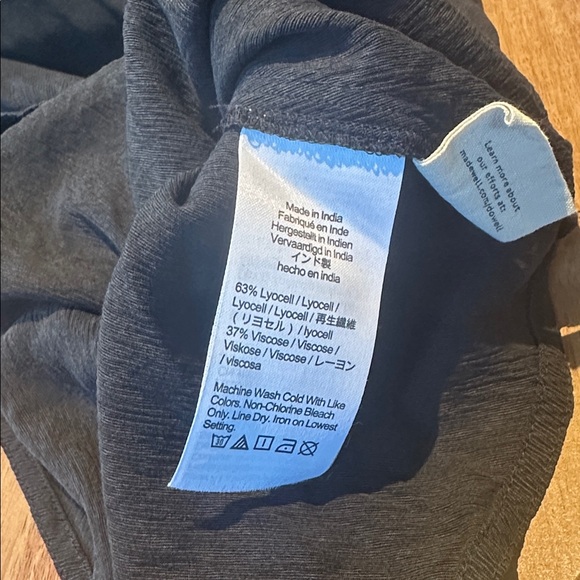 Made in India
Fabriqué en Inde
Hergestellt in Indien
Vervaardigd in India
インド製
hecho en india
63% Lyocell / Lyocell /
Lyocell / Lyocell / 再生繊維
(リヨセル) / lyocell
37% Viscose / Viscose /
Viskose / Viscose / レーヨン
/ viscosa
Machine Wash Cold With Like
Colors. Non-Chlorine Bleach
Only. Line Dry. Iron on Lowest
Setting.
Learn more about
our efforts at:
madewell.com/dowell